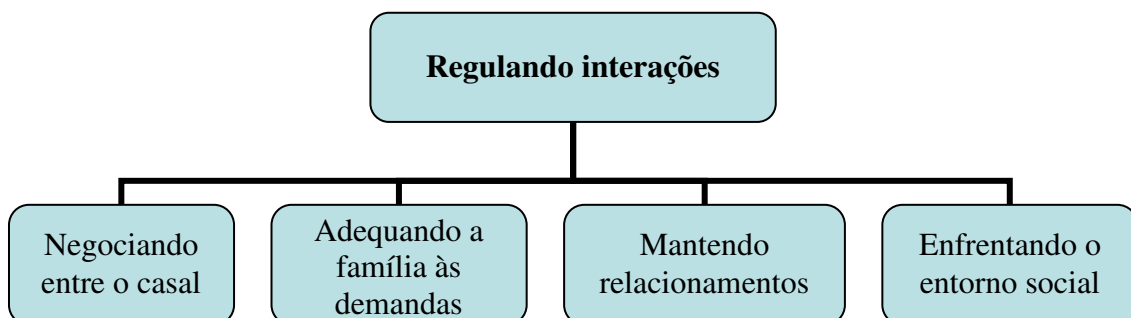 Regulando interações
Negociando
entre o casal
Adequando a
família às
demandas
Mantendo
relacionamentos
Enfrentando o
entorno social